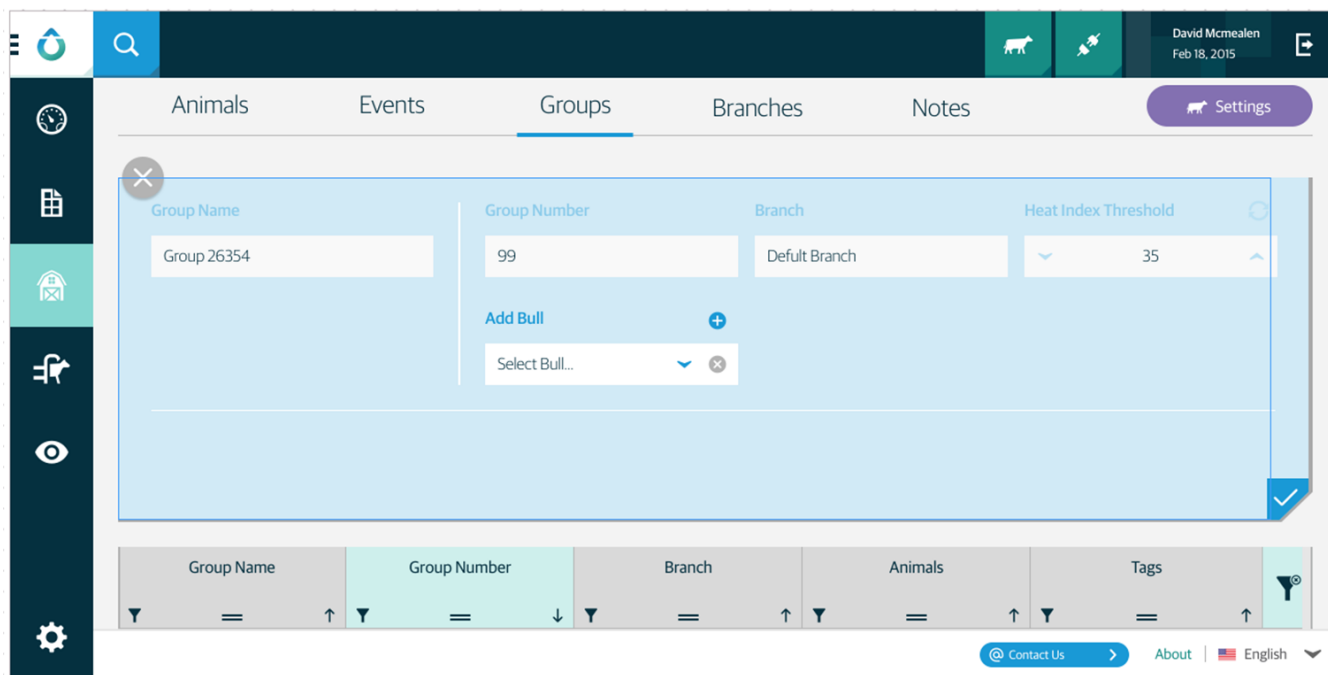 David Mcmealen
Feb 18, 2015
Animals Events Groups Branches Notes Settings
Group Name Group Number Branch Heat Index Threshold
Group 26354 99 Defult Branch 35
Add Bull
Select Bull...
Group Name Group Number Branch Animals Tags
@ Contact Us About English